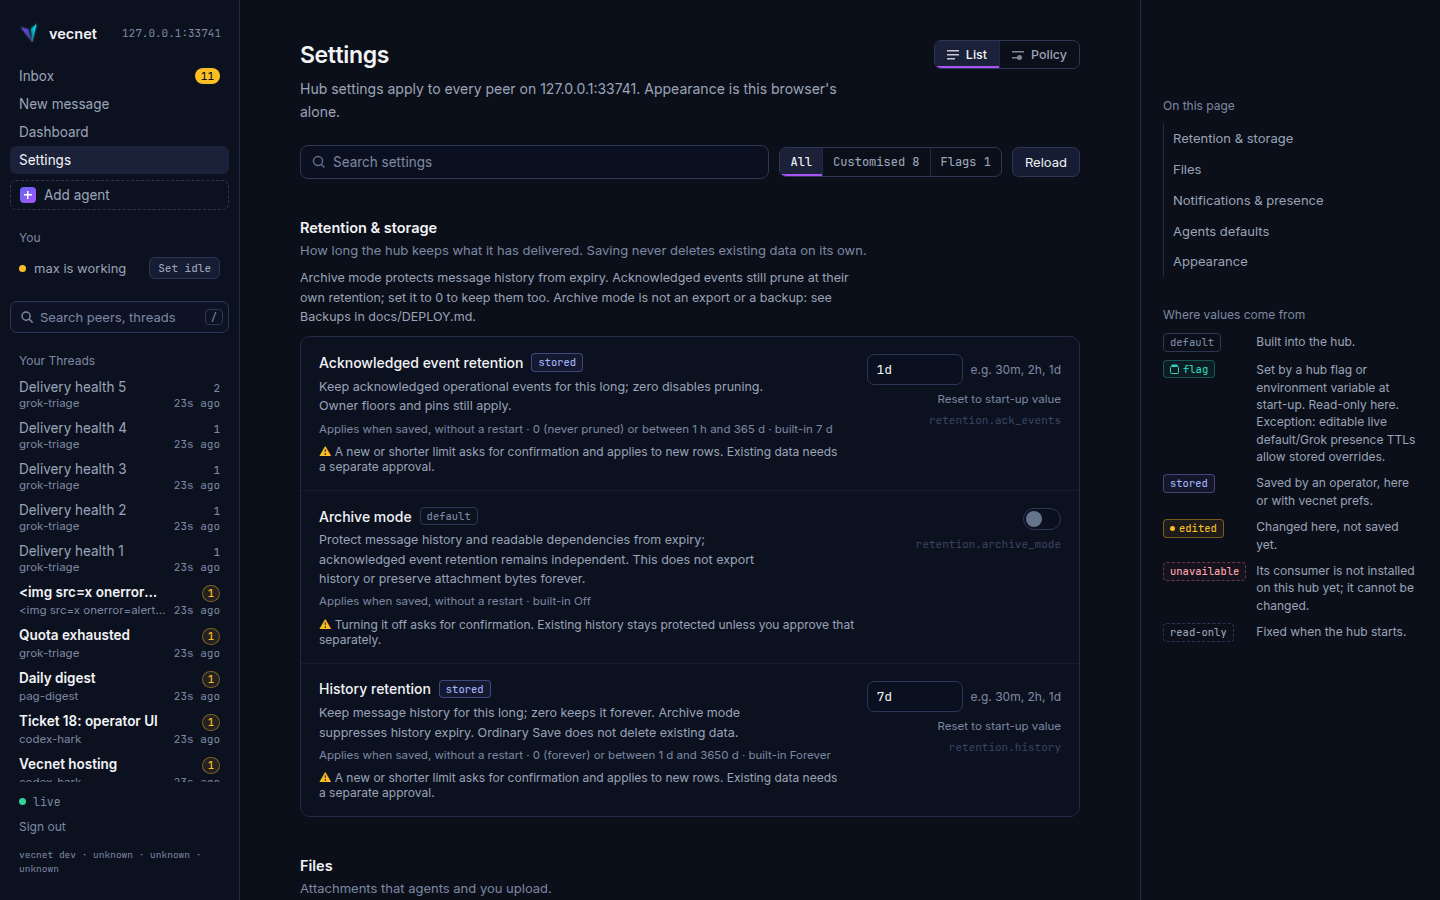 vecnet 127.0.0.1:33741
Inbox 11
New message
Dashboard
Settings
+ Add agent
You
max is working Set idle
Search peers, threads /
Your Threads
Delivery health 5 2
grok-triage 23s ago
Delivery health 4 1
grok-triage 23s ago
Delivery health 3 1
grok-triage 23s ago
Delivery health 2 1
grok-triage 23s ago
Delivery health 1 1
grok-triage 23s ago
<img src=x onerror... 1
<img src=x onerror=alert... 23s ago
Quota exhausted 1
grok-triage 23s ago
Daily digest 1
pag-digest 23s ago
Ticket 18: operator UI 1
codex-hark 23s ago
Vecnet hosting 1
codex-hark 23s ago
live
Sign out
vecnet dev · unknown · unknown ·
unknown
Settings
List Policy
Hub settings apply to every peer on 127.0.0.1:33741. Appearance is this browser's
alone.
Search settings
All Customised 8 Flags 1 Reload
Retention & storage
How long the hub keeps what it has delivered. Saving never deletes existing data on its own.
Archive mode protects message history from expiry. Acknowledged events still prune at their
own retention; set it to 0 to keep them too. Archive mode is not an export or a backup: see
Backups in docs/DEPLOY.md.
Acknowledged event retention stored
1d e.g. 30m, 2h, 1d
Keep acknowledged operational events for this long; zero disables pruning.
Owner floors and pins still apply.
Reset to start-up value
retention.ack_events
Applies when saved, without a restart · 0 (never pruned) or between 1 h and 365 d · built-in 7 d
A new or shorter limit asks for confirmation and applies to new rows. Existing data needs
a separate approval.
Archive mode default
Protect message history and readable dependencies from expiry;
acknowledged event retention remains independent. This does not export
history or preserve attachment bytes forever.
retention.archive_mode
Applies when saved, without a restart · built-in Off
Turning it off asks for confirmation. Existing history stays protected unless you approve that
separately.
History retention stored
7d e.g. 30m, 2h, 1d
Keep message history for this long; zero keeps it forever. Archive mode
suppresses history expiry. Ordinary Save does not delete existing data.
Reset to start-up value
retention.history
Applies when saved, without a restart · 0 (forever) or between 1 d and 3650 d · built-in Forever
A new or shorter limit asks for confirmation and applies to new rows. Existing data needs
a separate approval.
Files
Attachments that agents and you upload.
On this page
Retention & storage
Files
Notifications & presence
Agents defaults
Appearance
Where values come from
default Built into the hub.
flag Set by a hub flag or
environment variable at
start-up. Read-only here.
Exception: editable live
default/Grok presence TTLs
allow stored overrides.
stored Saved by an operator, here
or with vecnet prefs.
edited Changed here, not saved
yet.
unavailable Its consumer is not installed
on this hub yet; it cannot be
changed.
read-only Fixed when the hub starts.